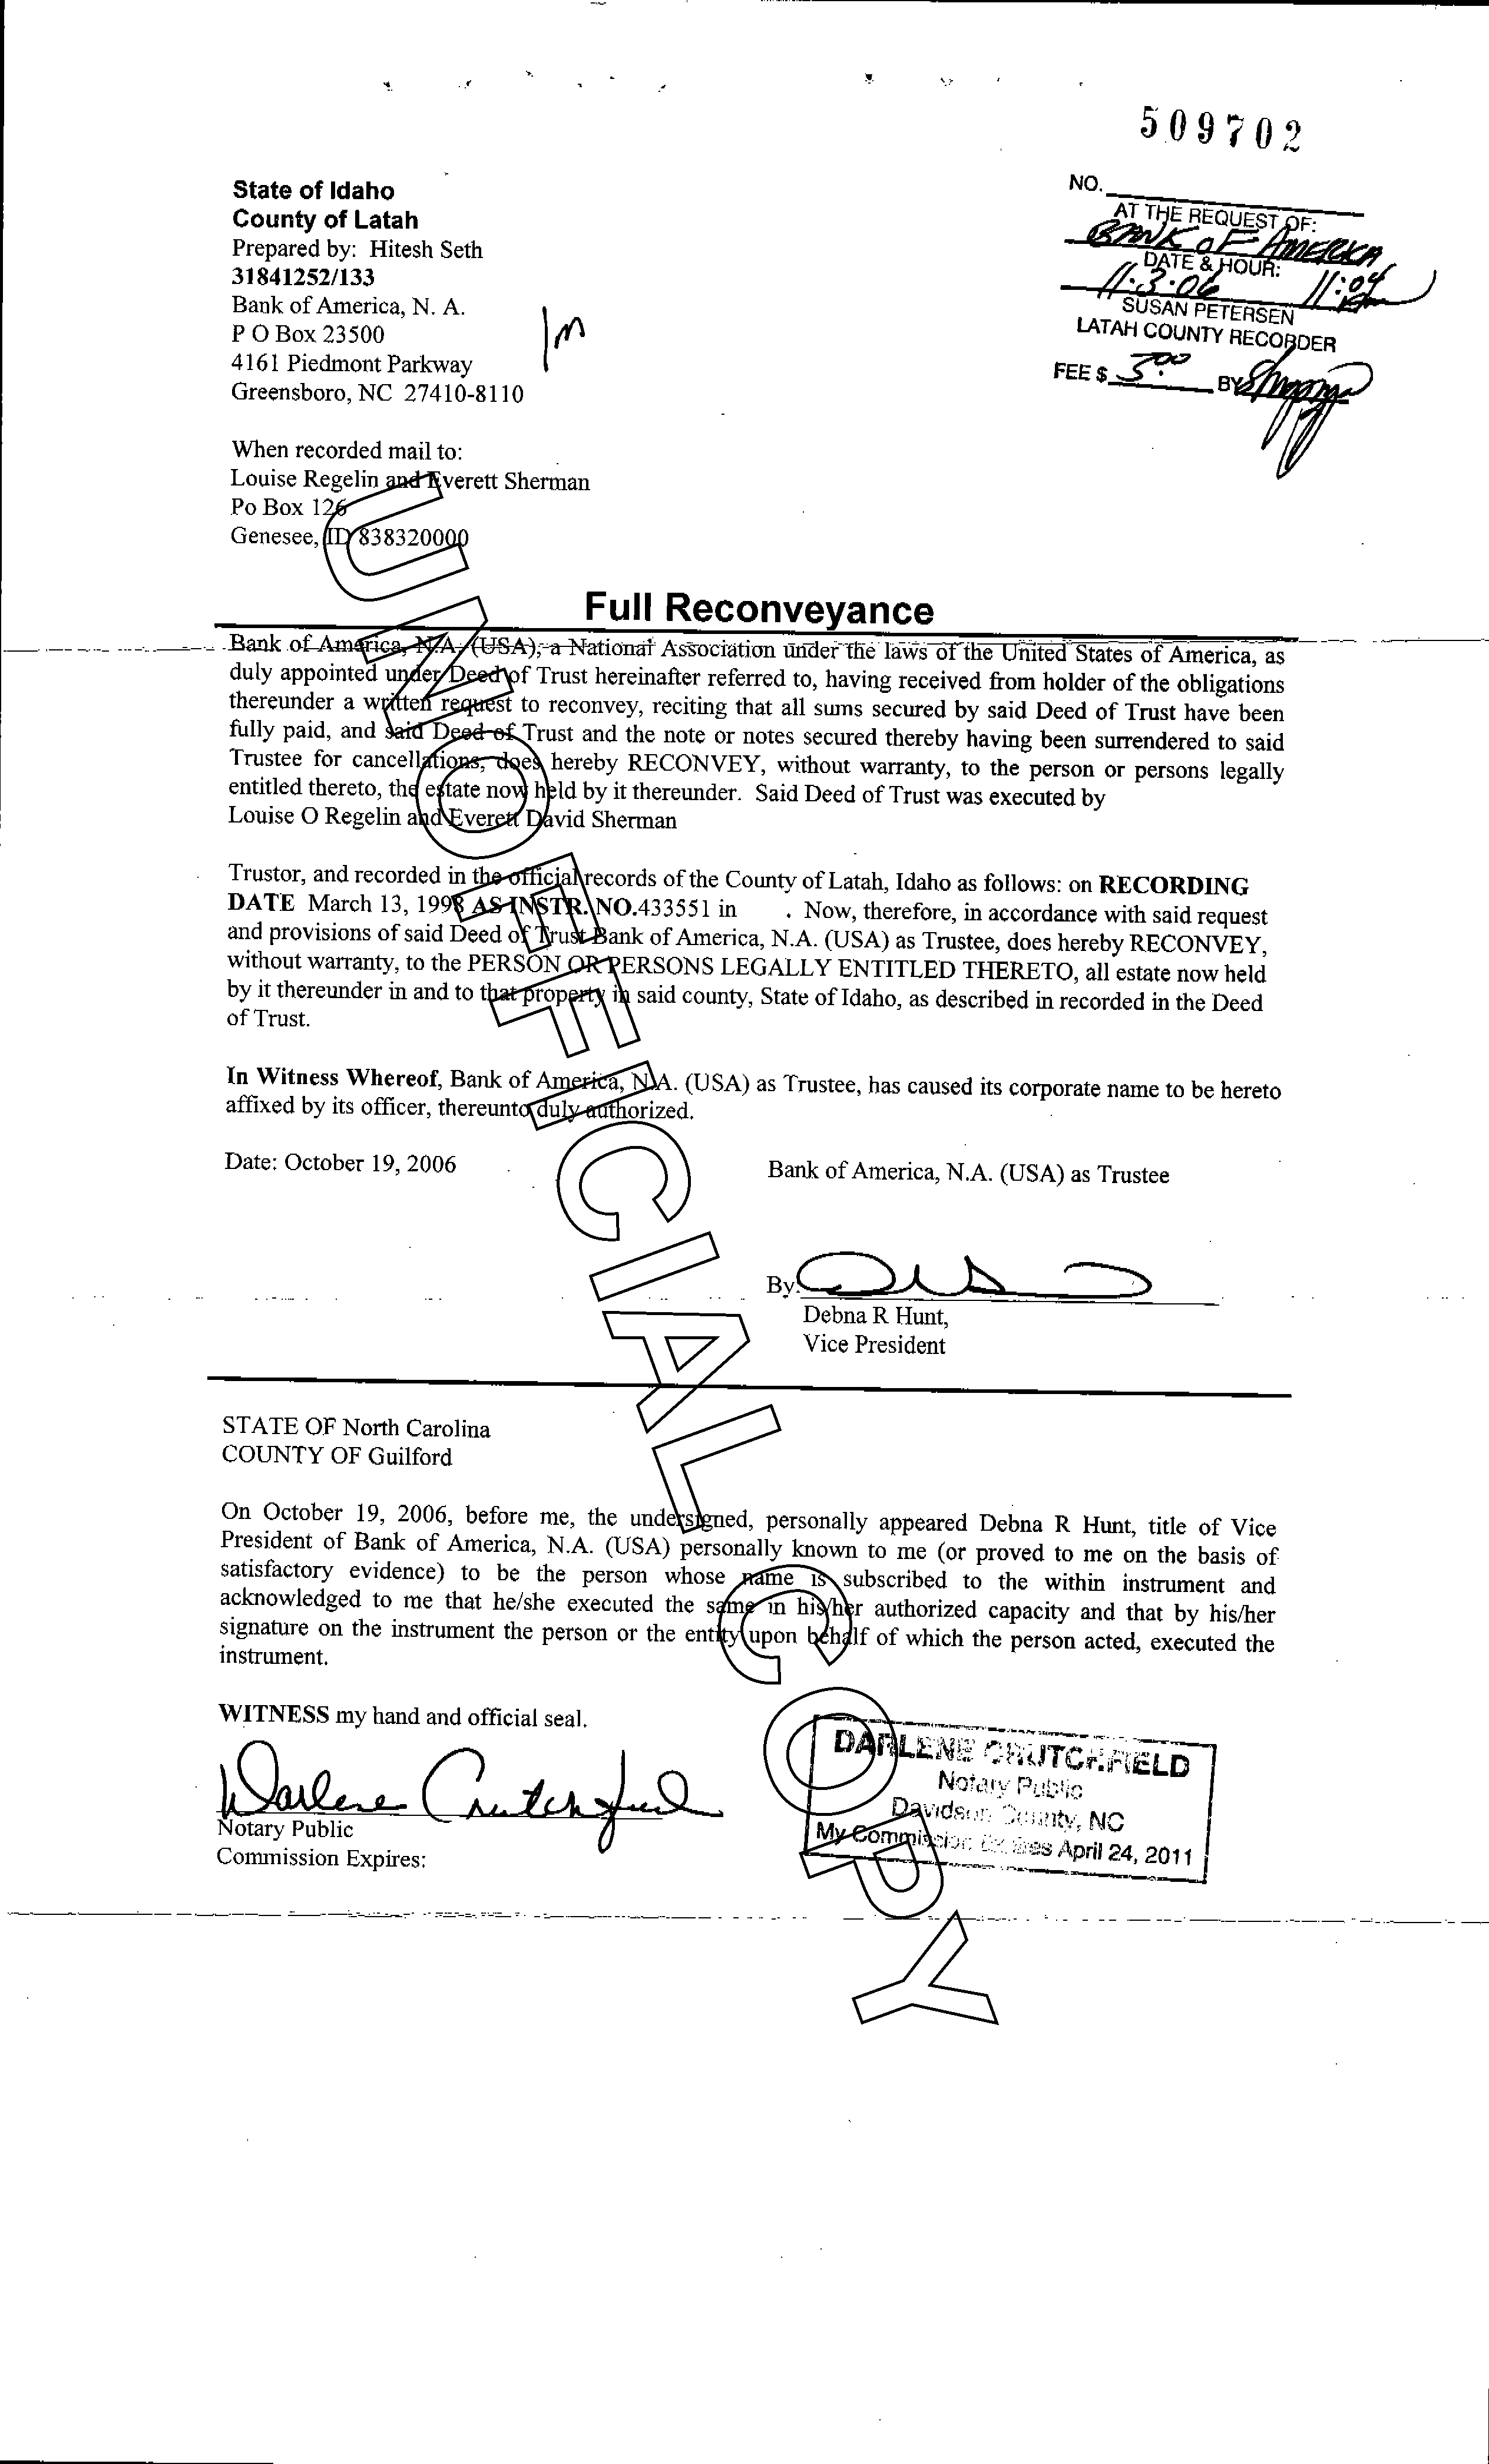 509702
State of Idaho
County of Latah
Prepared by: Hitesh Seth
31841252/133
Bank of America, N. A.
P O Box 23500
4161 Piedmont Parkway
Greensboro, NC 27410-8110
NO.
AT THE REQUEST OF:
BANK OF AMERICA
DATE & HOUR:
11:3:06 11:04
SUSAN PETERSEN
LATAH COUNTY RECORDER
FEE $ 3.00 BY
When recorded mail to:
Louise Regelin and Everett Sherman
Po Box 126
Genesee, ID 838320000
Full Reconveyance
Bank of America, N.A. (USA), a National Association under the laws of the United States of America, as
duly appointed under Deed of Trust hereinafter referred to, having received from holder of the obligations
thereunder a written request to reconvey, reciting that all sums secured by said Deed of Trust have been
fully paid, and said Deed of Trust and the note or notes secured thereby having been surrendered to said
Trustee for cancellations, does hereby RECONVEY, without warranty, to the person or persons legally
entitled thereto, the estate now held by it thereunder. Said Deed of Trust was executed by
Louise O Regelin and Everett David Sherman
Trustor, and recorded in the official records of the County of Latah, Idaho as follows: on RECORDING
DATE March 13, 1998 AS INSTR. NO.433551 in . Now, therefore, in accordance with said request
and provisions of said Deed of Trust Bank of America, N.A. (USA) as Trustee, does hereby RECONVEY,
without warranty, to the PERSON OR PERSONS LEGALLY ENTITLED THERETO, all estate now held
by it thereunder in and to that property in said county, State of Idaho, as described in recorded in the Deed
of Trust.
In Witness Whereof, Bank of America, N.A. (USA) as Trustee, has caused its corporate name to be hereto
affixed by its officer, thereunto duly authorized.
Date: October 19, 2006
Bank of America, N.A. (USA) as Trustee
By:
Debna R Hunt,
Vice President
STATE OF North Carolina
COUNTY OF Guilford
On October 19, 2006, before me, the undersigned, personally appeared Debna R Hunt, title of Vice
President of Bank of America, N.A. (USA) personally known to me (or proved to me on the basis of
satisfactory evidence) to be the person whose name is subscribed to the within instrument and
acknowledged to me that he/she executed the same in his/her authorized capacity and that by his/her
signature on the instrument the person or the entity upon behalf of which the person acted, executed the
instrument.
WITNESS my hand and official seal.
Darlene Crutchfield
Notary Public
Commission Expires:
DARLENE CRUTCHFIELD
Notary Public
Davidson County, NC
My Commission Expires April 24, 2011
UNOFFICIAL COPY